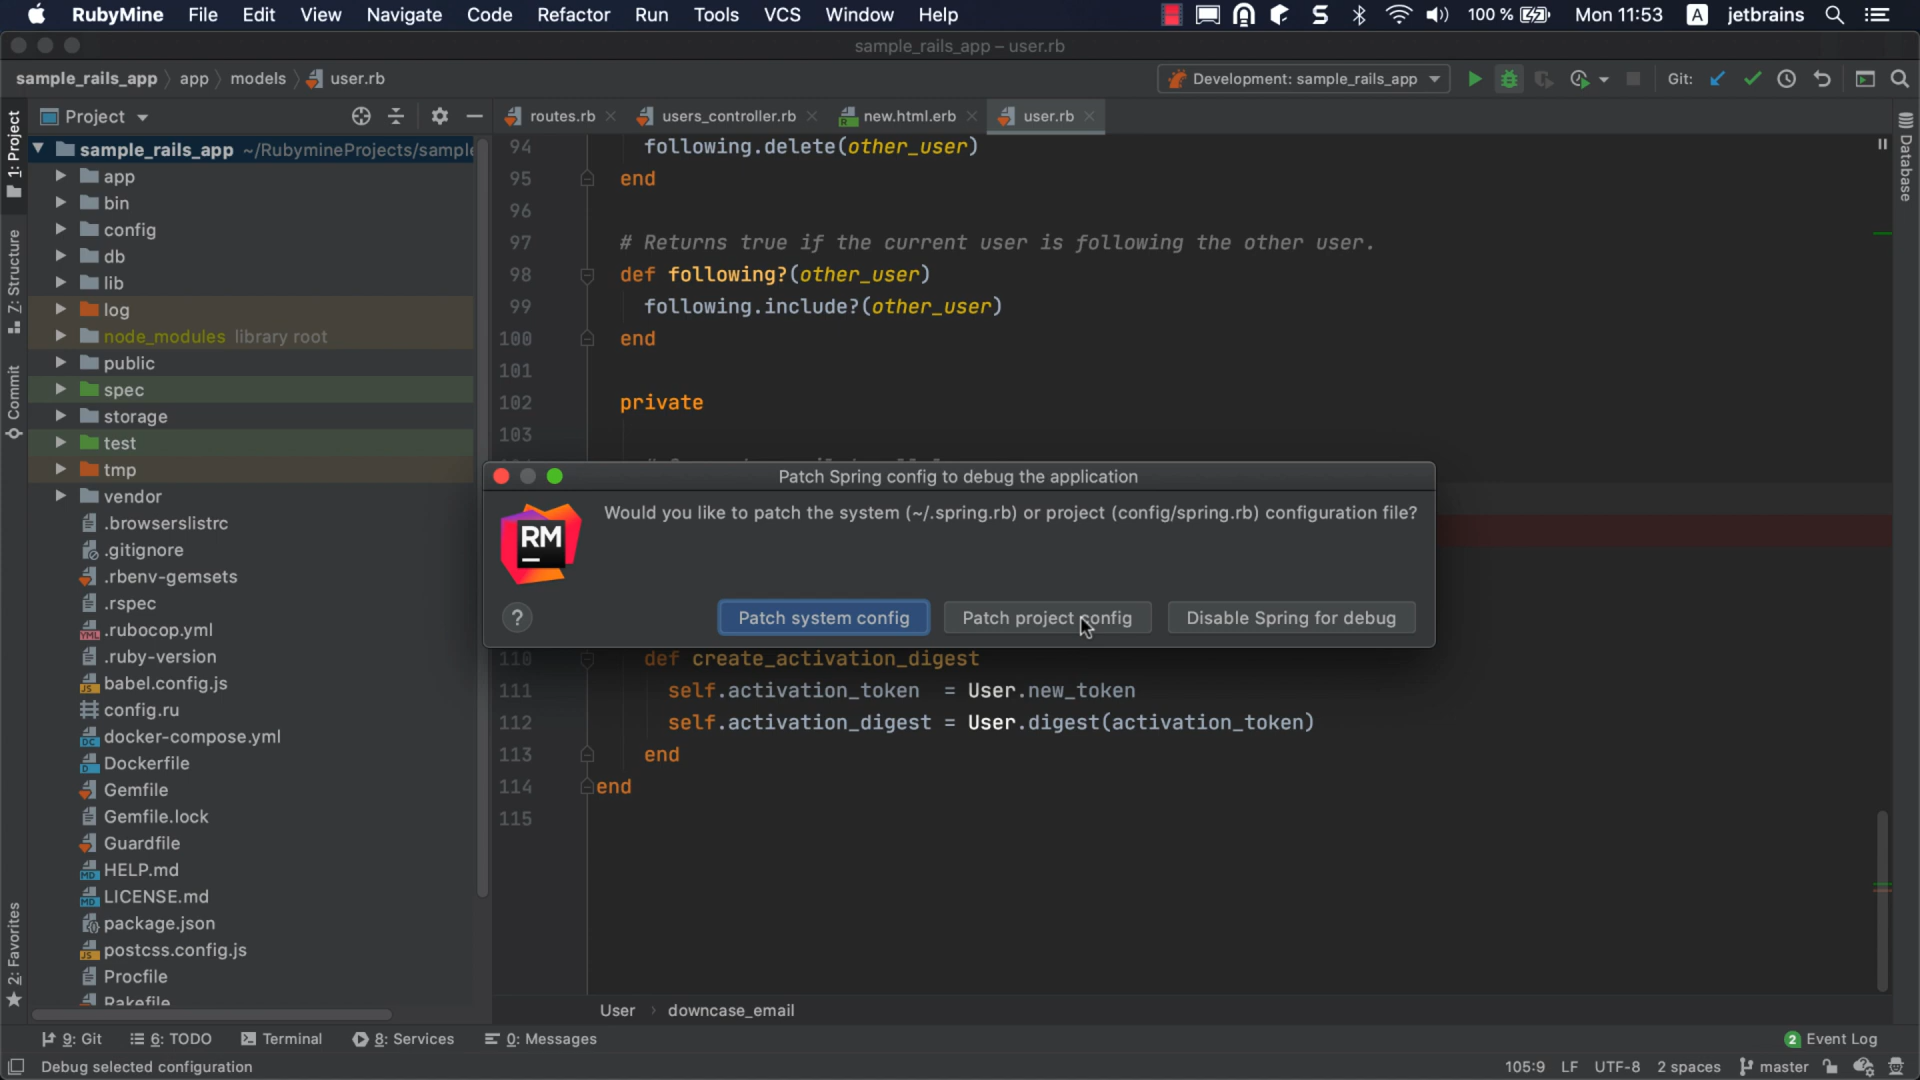 RubyMine File Edit View Navigate Code Refactor Run Tools VCS Window Help 100 % Mon 11:53 A jetbrains
sample_rails_app – user.rb
sample_rails_app app models user.rb Development: sample_rails_app Git:
Project
routes.rb users_controller.rb new.html.erb user.rb
1: Project
Z: Structure
Commit
2: Favorites
Database
sample_rails_app ~/RubymineProjects/sample
app
bin
config
db
lib
log
node_modules library root
public
spec
storage
test
tmp
vendor
.browserslistrc
.gitignore
.rbenv-gemsets
.rspec
.rubocop.yml
.ruby-version
babel.config.js
config.ru
docker-compose.yml
Dockerfile
Gemfile
Gemfile.lock
Guardfile
HELP.md
LICENSE.md
package.json
postcss.config.js
Procfile
Rakefile
94 following.delete(other_user)
95 end
96
97 # Returns true if the current user is following the other user.
98 def following?(other_user)
99 following.include?(other_user)
100 end
101
102 private
103
Patch Spring config to debug the application
RM
Would you like to patch the system (~/.spring.rb) or project (config/spring.rb) configuration file?
? Patch system config Patch project config Disable Spring for debug
110 def create_activation_digest
111 self.activation_token = User.new_token
112 self.activation_digest = User.digest(activation_token)
113 end
114 end
115
User downcase_email
9: Git 6: TODO Terminal 8: Services 0: Messages 2 Event Log
Debug selected configuration 105:9 LF UTF-8 2 spaces master